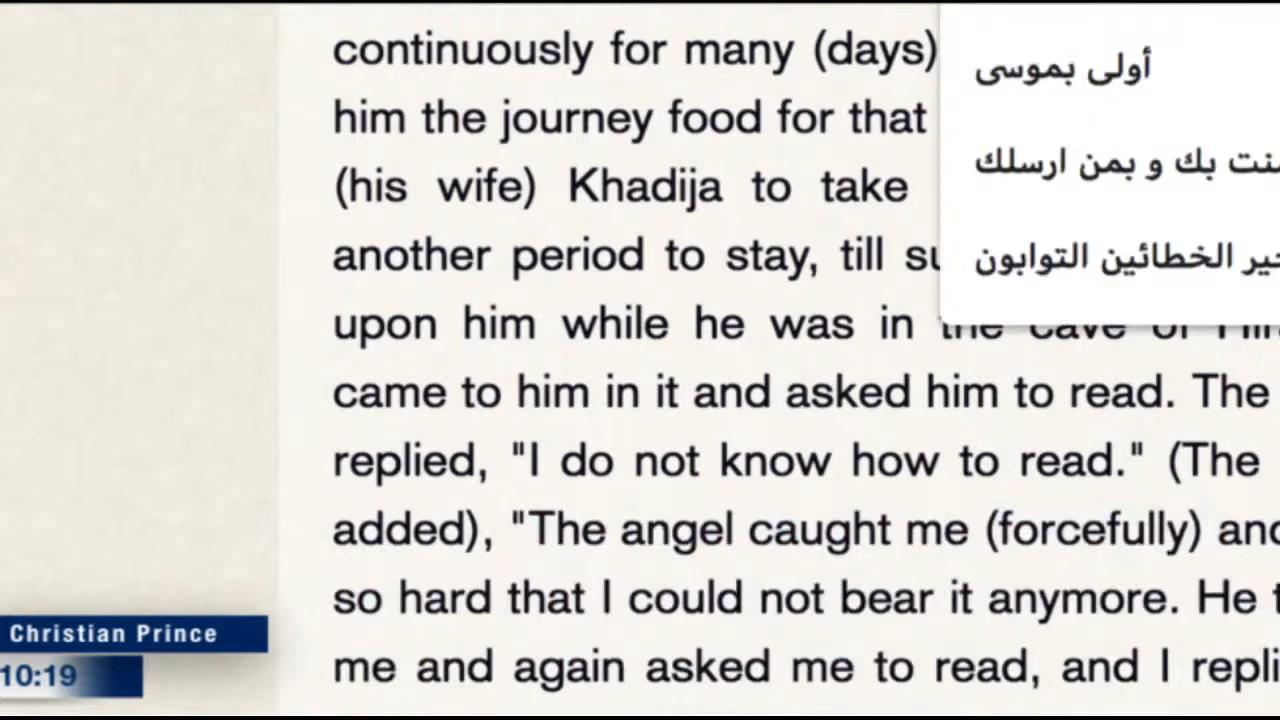 continuously for many (days)
him the journey food for that
(his wife) Khadija to take
another period to stay, till
upon him while he was in the cave of
came to him in it and asked him to read. The
replied, "I do not know how to read." (The
added), "The angel caught me (forcefully)
so hard that I could not bear it anymore. He
me and again asked me to read, and I
أولى بموسى
بك و بمن ارسلك
الخطائين التوابون
Christian Prince
10:19